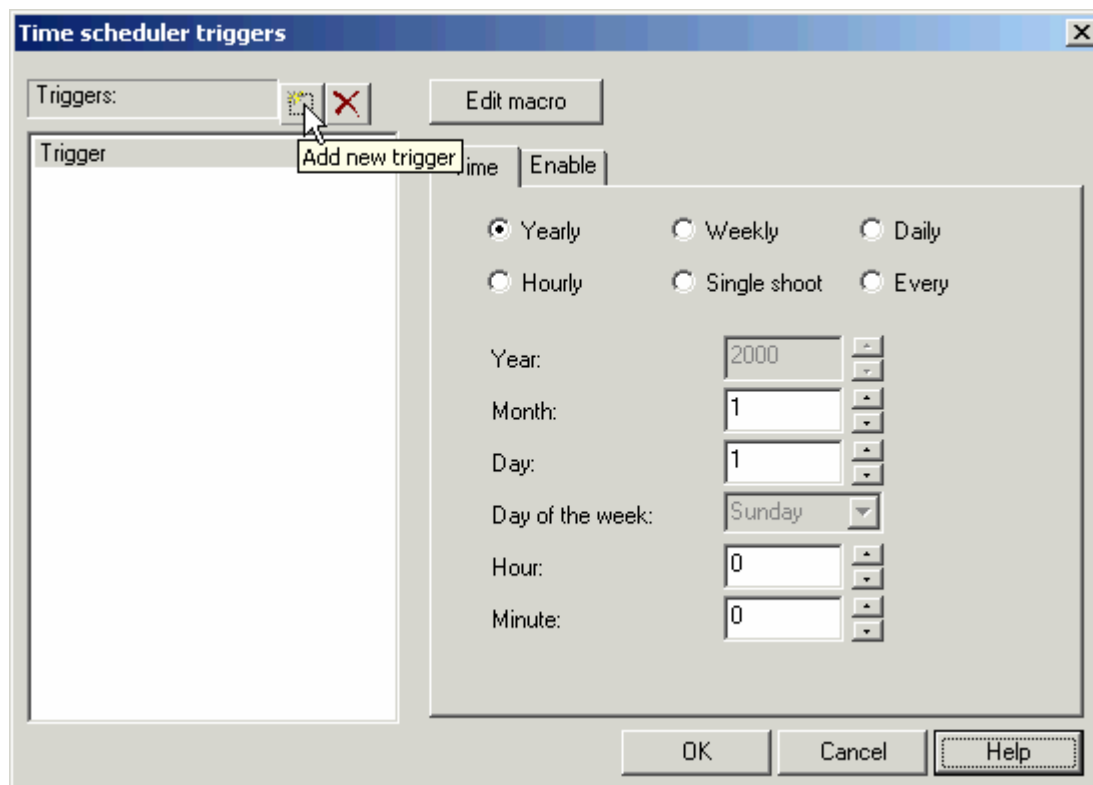 Time scheduler triggers
Triggers:
Edit macro
Trigger
Add new trigger
Time Enable
Yearly Weekly Daily
Hourly Single shoot Every
Year: 2000
Month: 1
Day: 1
Day of the week: Sunday
Hour: 0
Minute: 0
OK Cancel Help